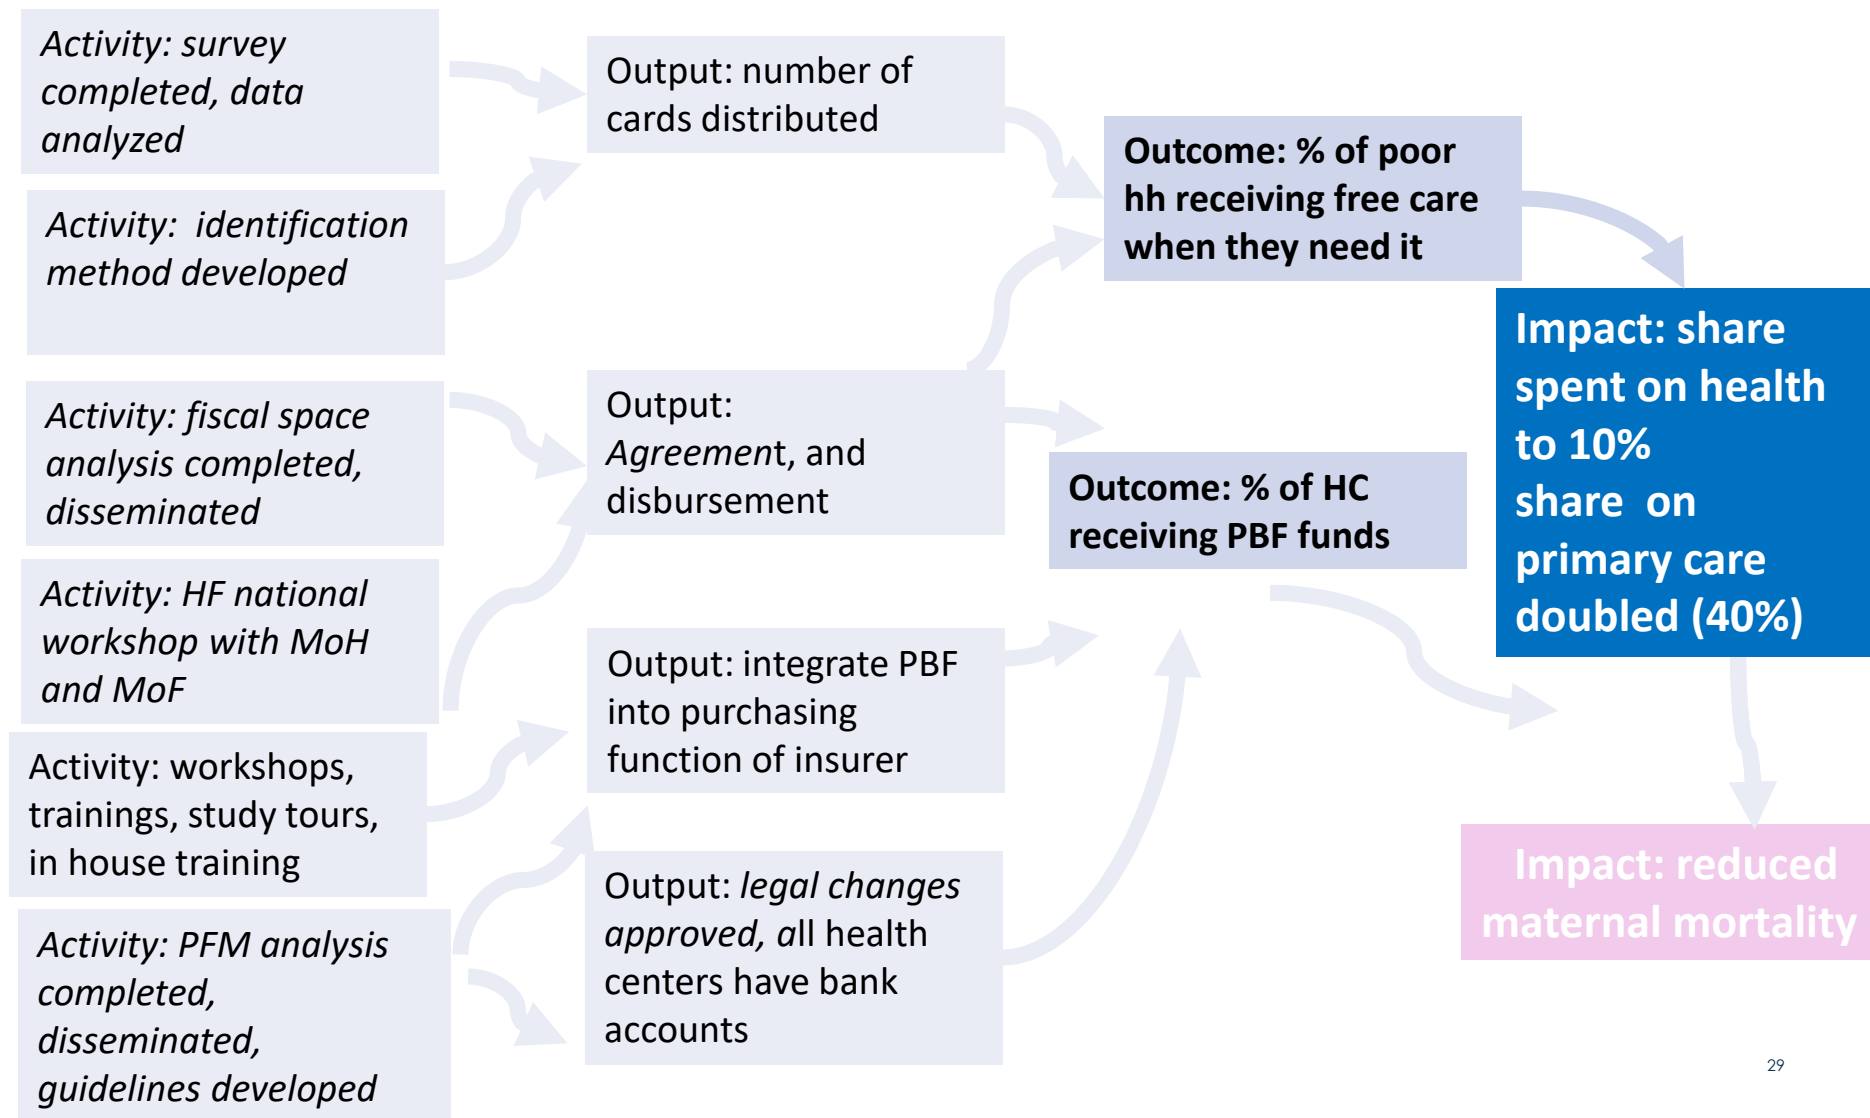 Activity: survey
completed, data
analyzed
Activity:  identification
method developed
Activity: fiscal space
analysis completed,
disseminated
Activity: HF national
workshop with MoH
and MoF
Activity: workshops,
trainings, study tours,
in house training
Activity: PFM analysis
completed,
disseminated,
guidelines developed
Output: number of
cards distributed
Output:
Agreement, and
disbursement
Output: integrate PBF
into purchasing
function of insurer
Output: legal changes
approved, all health
centers have bank
accounts
Outcome: % of poor
hh receiving free care
when they need it
Outcome: % of HC
receiving PBF funds
Impact: share
spent on health
to 10%
share  on
primary care
doubled (40%)
Impact: reduced
maternal mortality
29